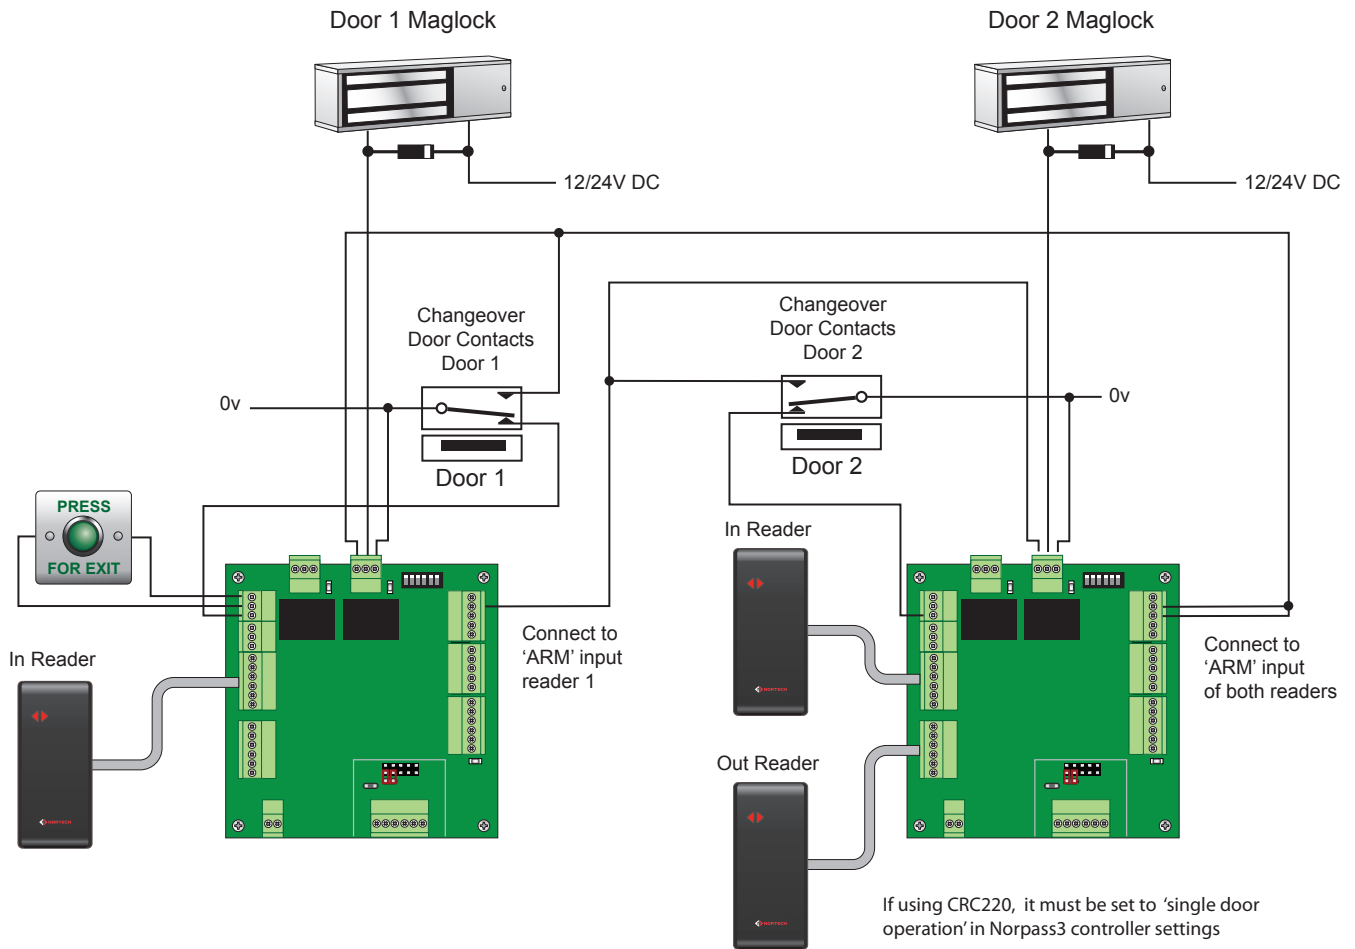 Door 1 Maglock
Door 2 Maglock
12/24V DC
12/24V DC
Changeover
Door Contacts
Door 1
Changeover
Door Contacts
Door 2
0v
0v
Door 1
Door 2
PRESS
FOR EXIT
In Reader
In Reader
Connect to
‘ARM’ input
reader 1
Connect to
‘ARM’ input
of both readers
NORTECH
Out Reader
NORTECH
NORTECH
If using CRC220, it must be set to ‘single door
operation’ in Norpass3 controller settings